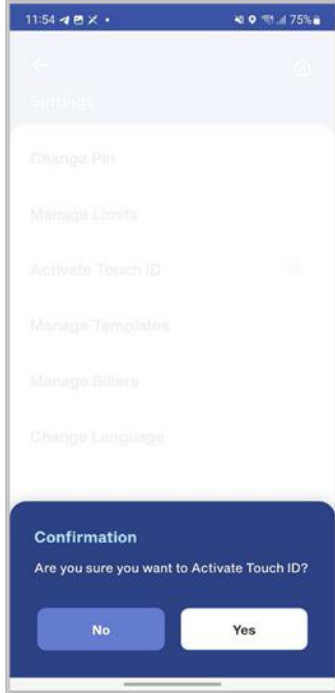 11:54
75%
Settings
Change Pin
Manage Limits
Activate Touch ID
Manage Templates
Manage Billers
Change Language
Confirmation
Are you sure you want to Activate Touch ID?
No
Yes